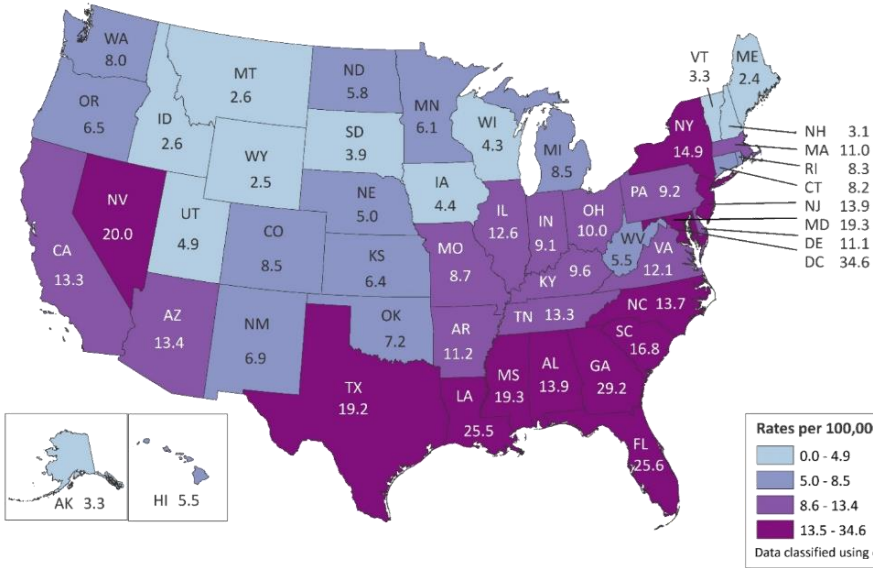 WA
8.0
OR
6.5
CA
13.3
NV
20.0
ID
2.6
MT
2.6
WY
2.5
UT
4.9
CO
8.5
AZ
13.4
NM
6.9
ND
5.8
SD
3.9
NE
5.0
KS
6.4
OK
7.2
TX
19.2
MN
6.1
IA
4.4
MO
8.7
AR
11.2
LA
25.5
WI
4.3
IL
12.6
MI
8.5
IN
9.1
OH
10.0
KY
9.6
TN 13.3
MS
19.3
AL
13.9
GA
29.2
FL
25.6
SC
16.8
NC 13.7
VA
12.1
WV
5.5
PA 9.2
NY
14.9
VT
3.3
ME
2.4
NH 3.1
MA 11.0
RI 8.3
CT 8.2
NJ 13.9
MD 19.3
DE 11.1
DC 34.6
AK 3.3
HI 5.5
Rates per 100,00
0.0 - 4.9
5.0 - 8.5
8.6 - 13.4
13.5 - 34.6
Data classified using